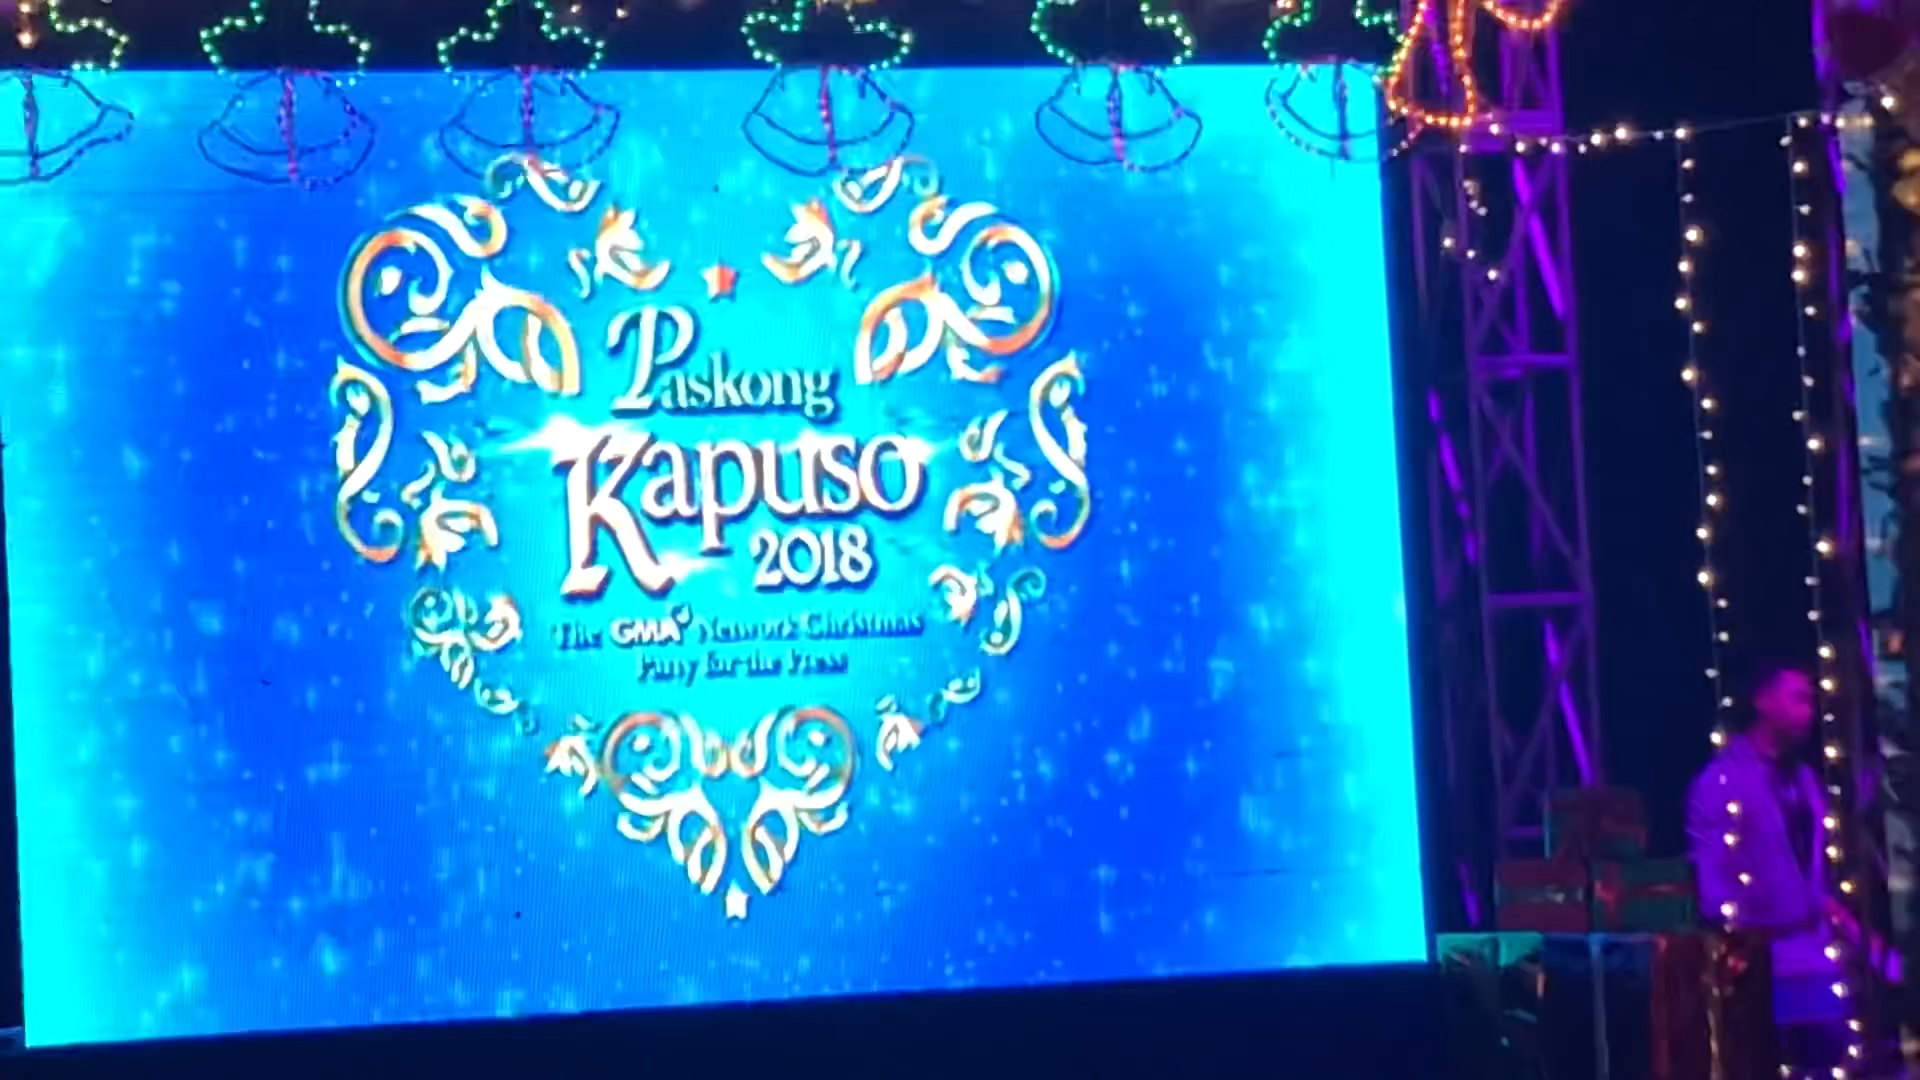 Paskong
Kapuso
2018
The GMA Network Christmas
Party for the Press